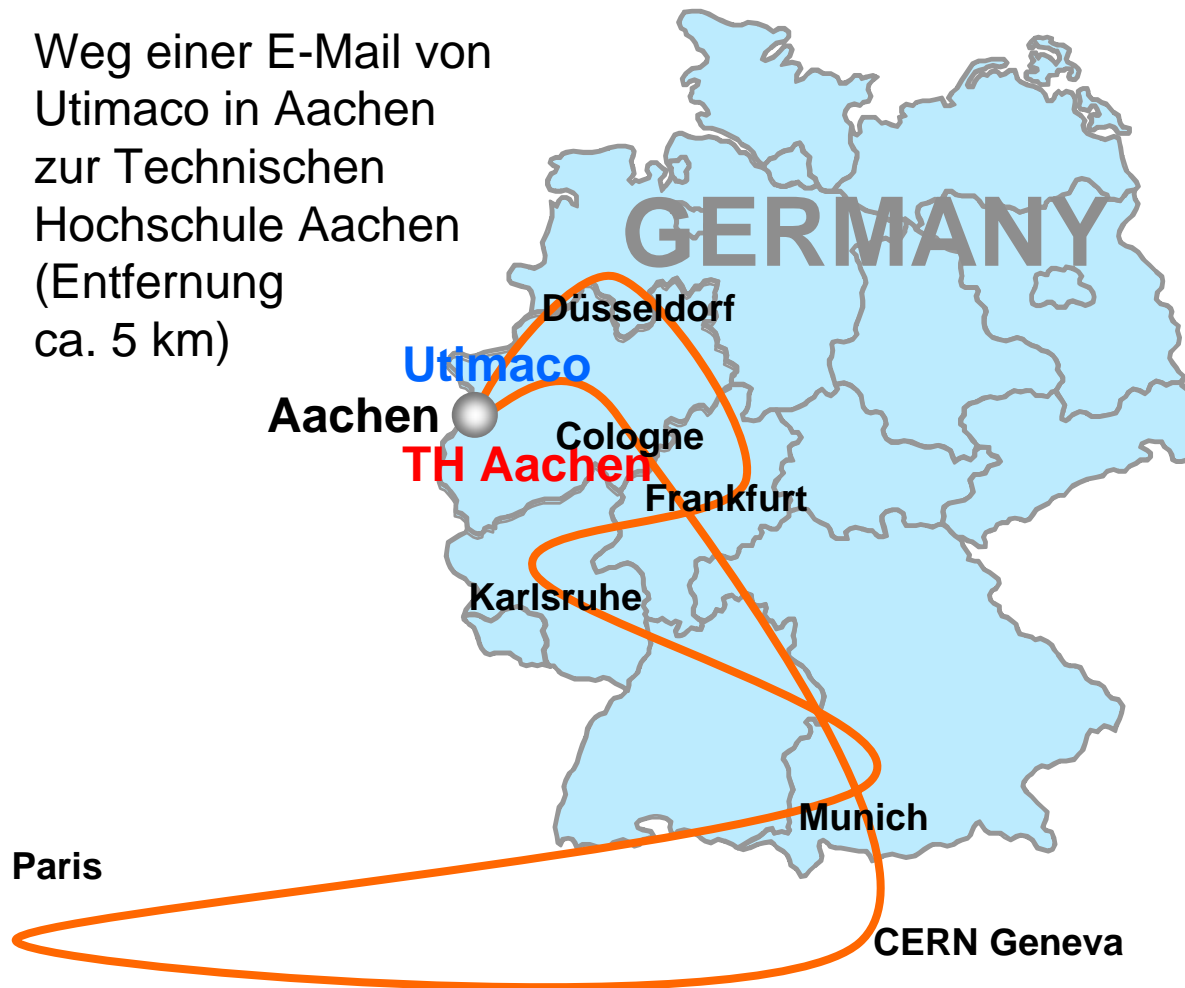 Weg einer E-Mail von
Utimaco in Aachen
zur Technischen
Hochschule Aachen
(Entfernung
ca. 5 km)
GERMANY
Düsseldorf
Utimaco
Aachen
Cologne
TH Aachen
Frankfurt
Karlsruhe
Munich
Paris
CERN Geneva